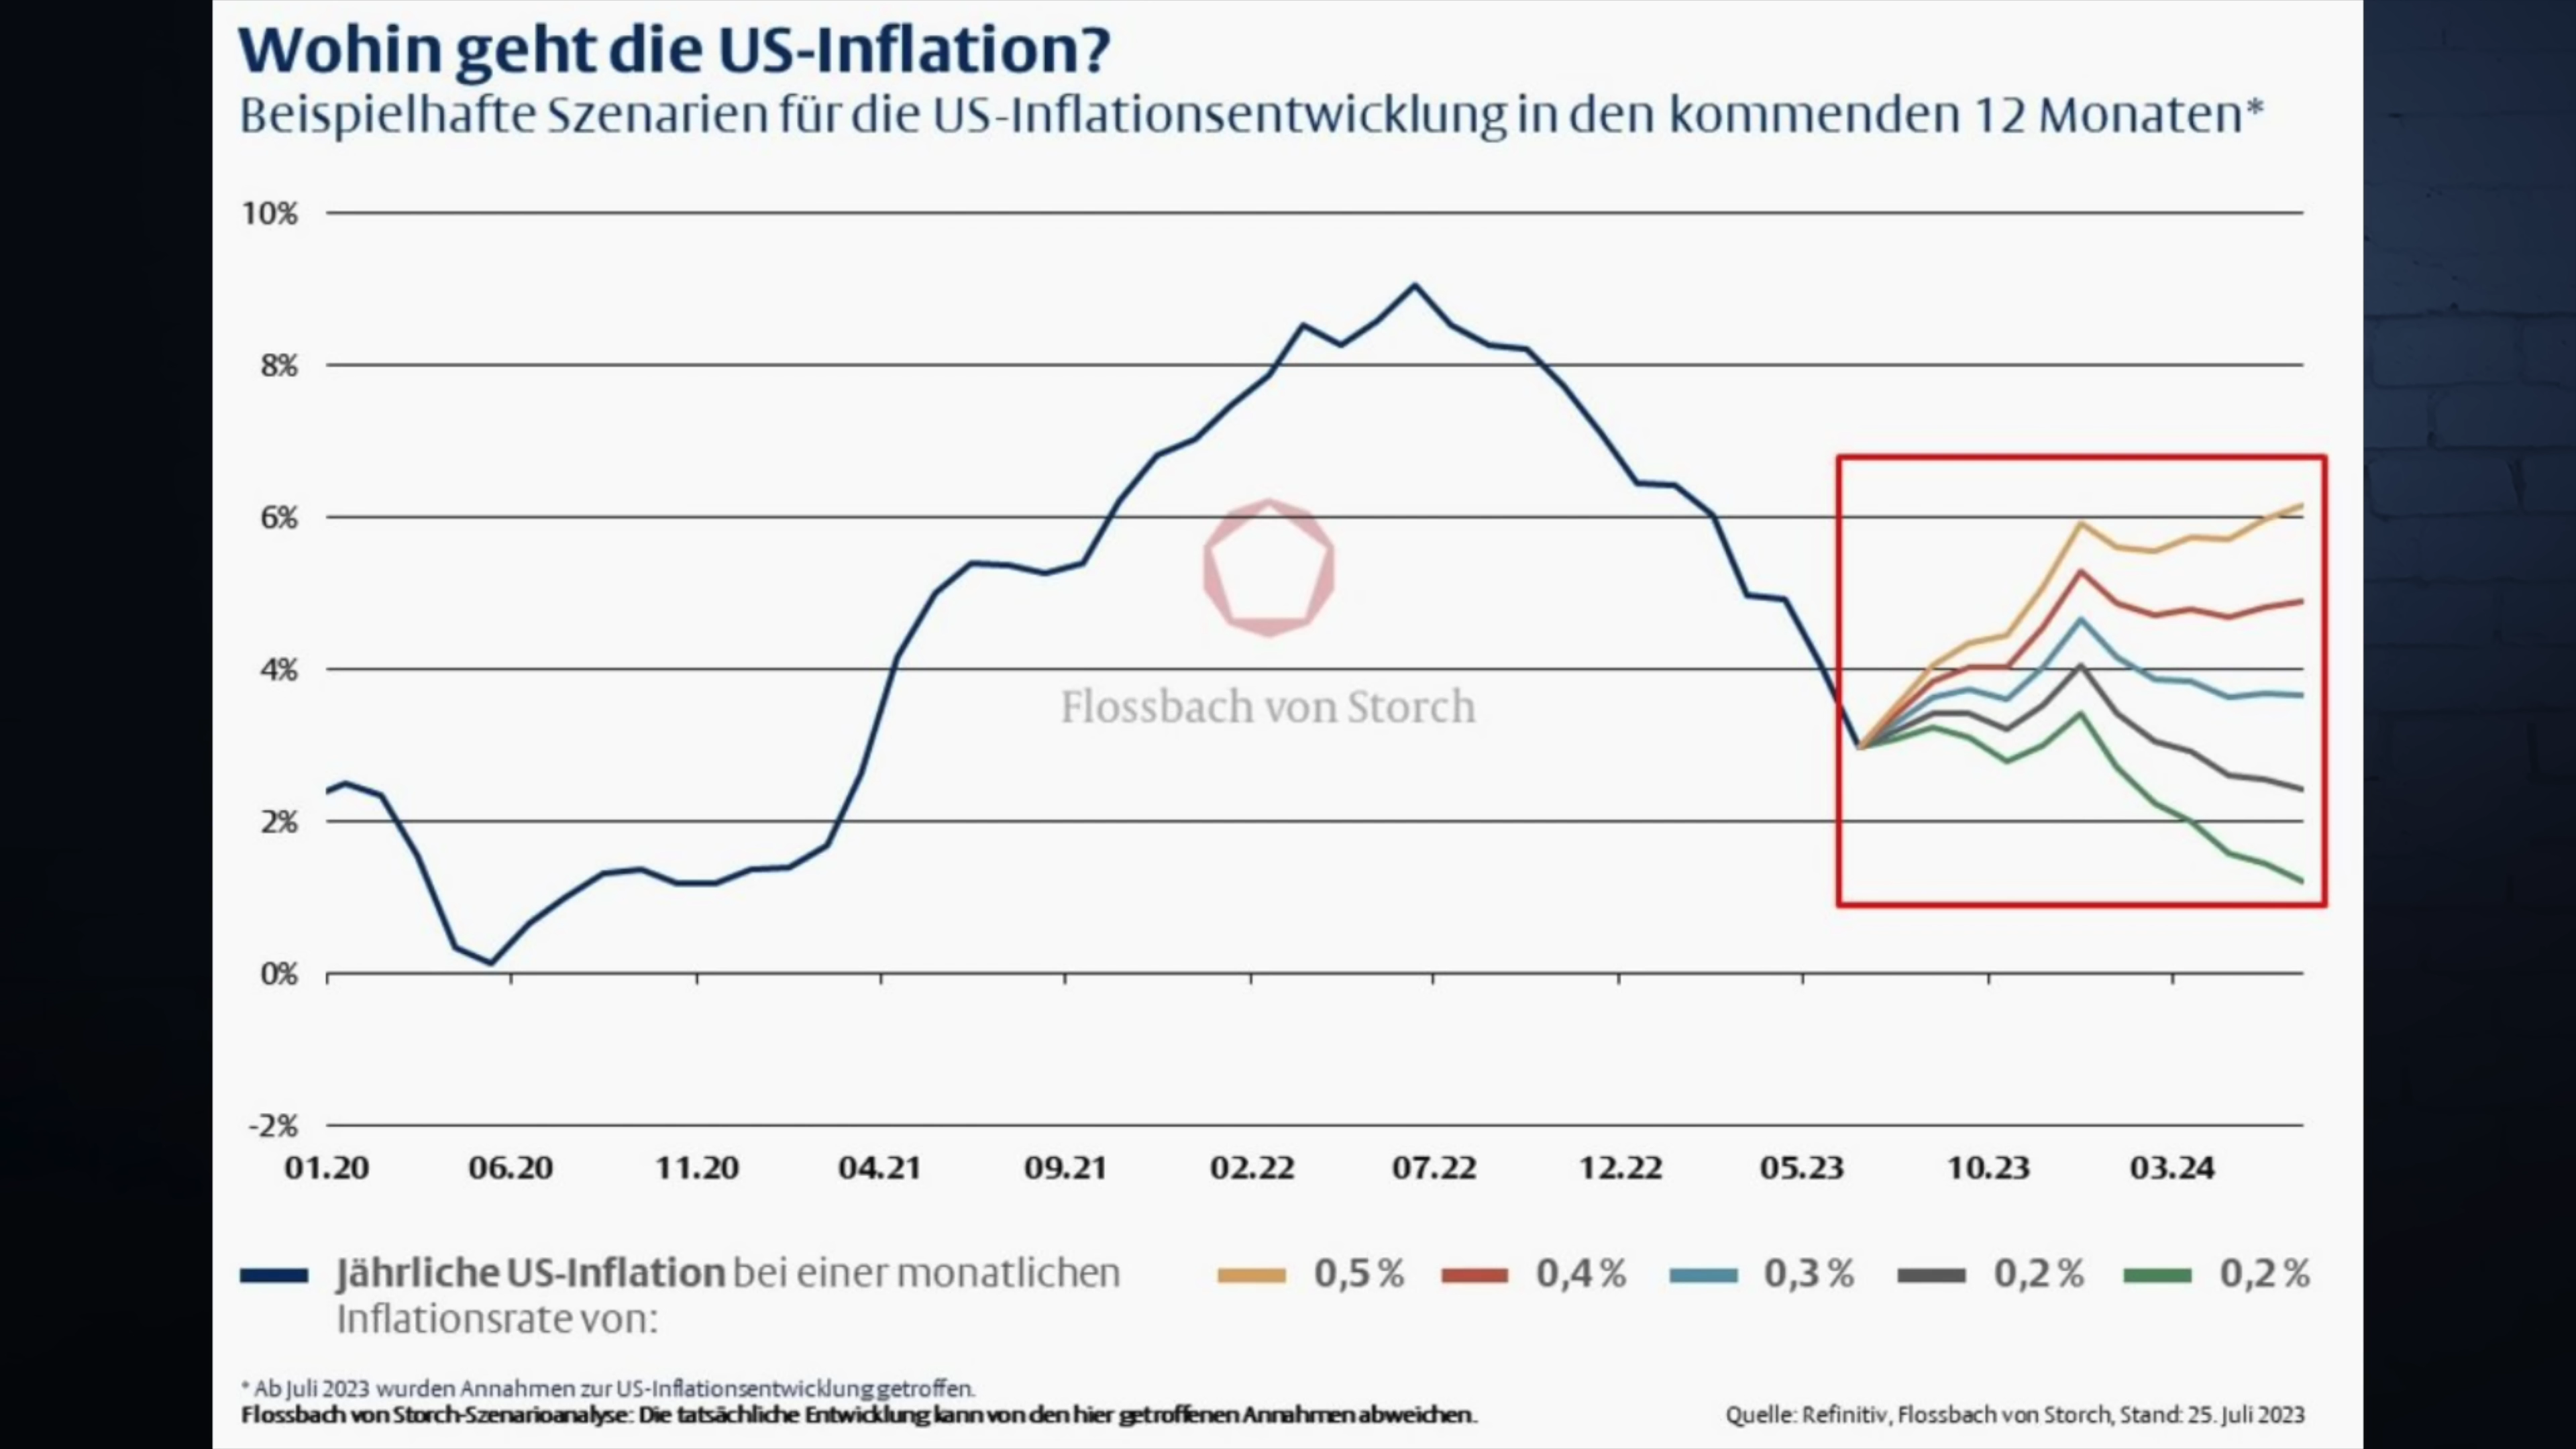 Wohin geht die US-Inflation?
Beispielhafte Szenarien für die US-Inflationsentwicklung in den kommenden 12 Monaten*
10%
8%
6%
4%
2%
0%
-2%
Flossbach von Storch
01.20 06.20 11.20 04.21 09.21 02.22 07.22 12.22 05.23 10.23 03.24
Jährliche US-Inflation bei einer monatlichen
Inflationsrate von:
0,5% 0,4% 0,3% 0,2% 0,2%
* Ab Juli 2023 wurden Annahmen zur US-Inflationsentwicklung getroffen.
Flossbach von Storch-Szenarioanalyse: Die tatsächliche Entwicklung kann von den hier getroffenen Annahmen abweichen.
Quelle: Refinitiv, Flossbach von Storch, Stand: 25. Juli 2023